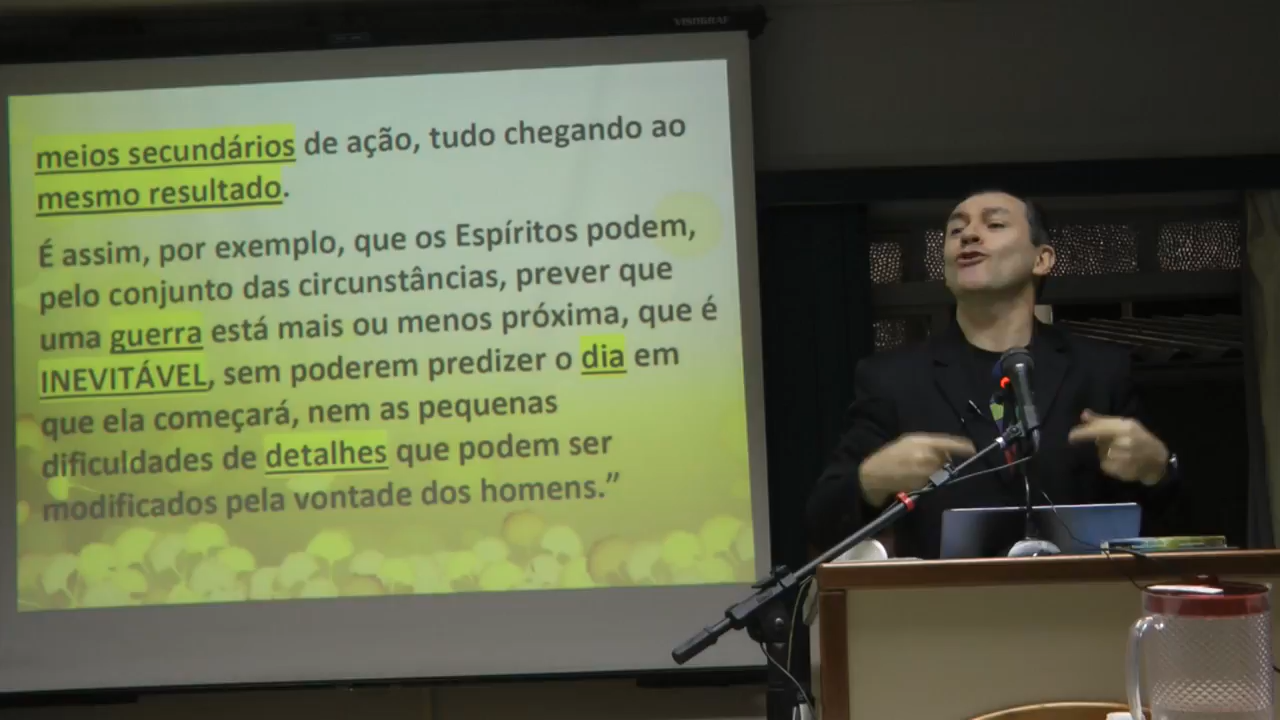 VISOGRAF
meios secundários de ação, tudo chegando ao
mesmo resultado.
É assim, por exemplo, que os Espíritos podem,
pelo conjunto das circunstâncias, prever que
uma guerra está mais ou menos próxima, que é
INEVITÁVEL, sem poderem predizer o dia em
que ela começará, nem as pequenas
dificuldades de detalhes que podem ser
modificados pela vontade dos homens.”